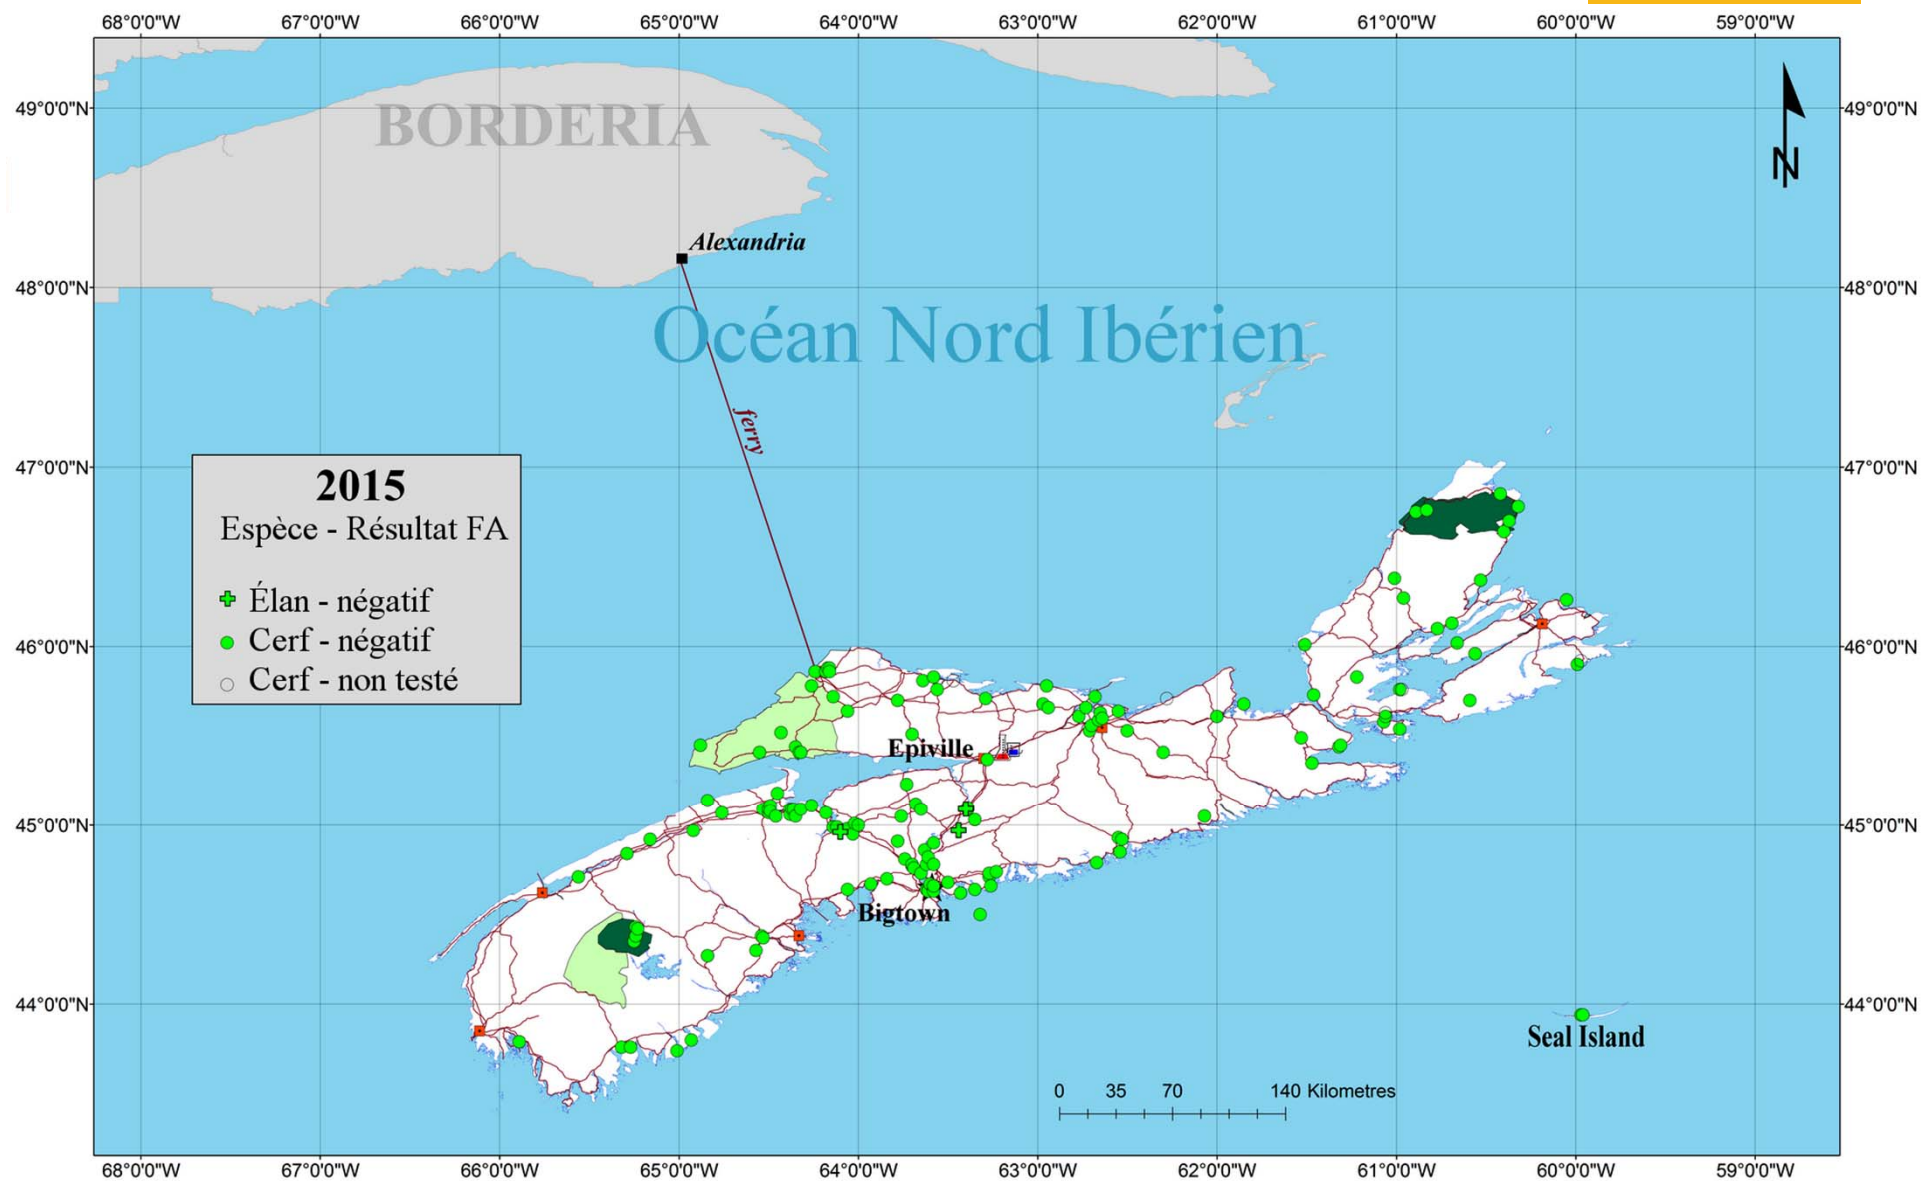 68°0'0"W 67°0'0"W 66°0'0"W 65°0'0"W 64°0'0"W 63°0'0"W 62°0'0"W 61°0'0"W 60°0'0"W 59°0'0"W
49°0'0"N 49°0'0"N
BORDERIA
N
Alexandria
48°0'0"N 48°0'0"N
Océan Nord Ibérien
ferry
47°0'0"N 47°0'0"N
2015
Espèce - Résultat FA
Élan - négatif
Cerf - négatif
Cerf - non testé
46°0'0"N 46°0'0"N
Epiville
45°0'0"N 45°0'0"N
Bigtown
44°0'0"N 44°0'0"N
Seal Island
0 35 70 140 Kilometres
68°0'0"W 67°0'0"W 66°0'0"W 65°0'0"W 64°0'0"W 63°0'0"W 62°0'0"W 61°0'0"W 60°0'0"W 59°0'0"W